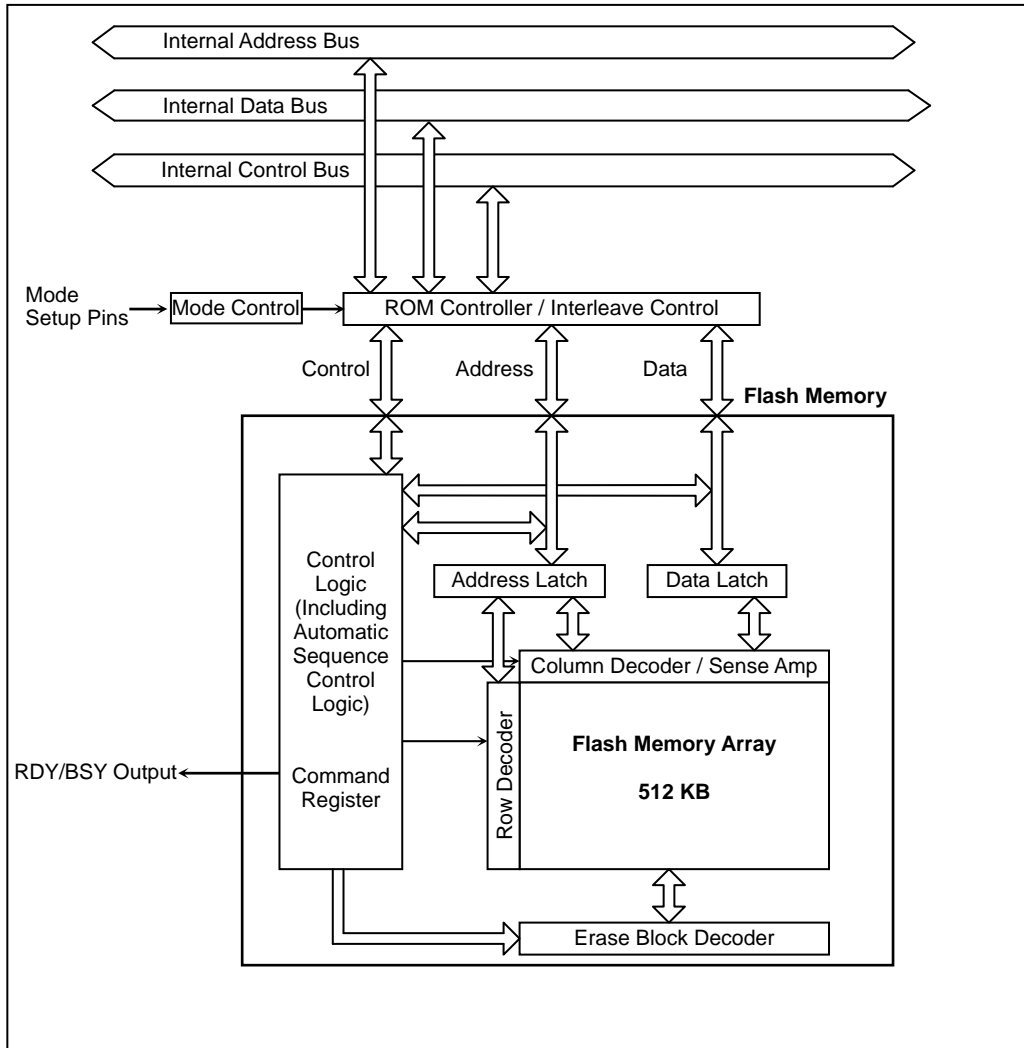 Internal Address Bus
Internal Data Bus
Internal Control Bus
Mode
Setup Pins
Mode Control
ROM Controller / Interleave Control
Control
Address
Data
Flash Memory
Control
Logic
(Including
Automatic
Sequence
Control
Logic)
Command
Register
Address Latch
Data Latch
Column Decoder / Sense Amp
Row Decoder
Flash Memory Array
512 KB
RDY/BSY Output
Erase Block Decoder